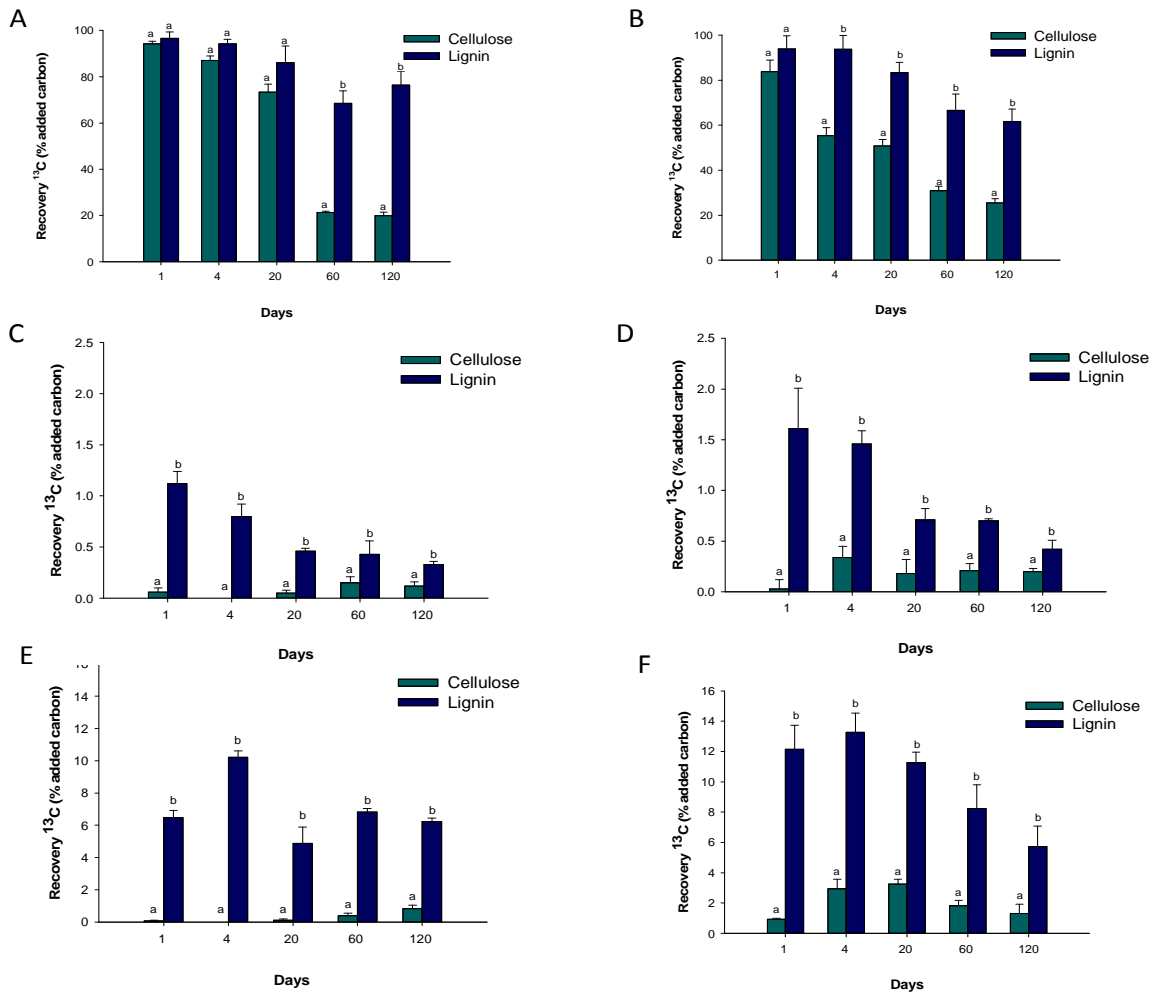 A
100
80
60
40
20
0
Recovery ¹³C (% added carbon)
a a a a a a a b a b
Cellulose
Lignin
1 4 20 60 120
Days
B
100
80
60
40
20
0
Recovery ¹³C (% added carbon)
a a a b a b a b a b
Cellulose
Lignin
1 4 20 60 120
Days
C
2.5
2.0
1.5
1.0
0.5
0.0
Recovery ¹³C (% added carbon)
a b a b a b a b a b
Cellulose
Lignin
1 4 20 60 120
Days
D
2.5
2.0
1.5
1.0
0.5
0.0
Recovery ¹³C (% added carbon)
a b a b a b a b a b
Cellulose
Lignin
1 4 20 60 120
Days
E
16
14
12
10
8
6
4
2
0
Recovery ¹³C (% added carbon)
a b a b a b a b a b
Cellulose
Lignin
1 4 20 60 120
Days
F
16
14
12
10
8
6
4
2
0
Recovery ¹³C (% added carbon)
a b a b a b a b a b
Cellulose
Lignin
1 4 20 60 120
Days